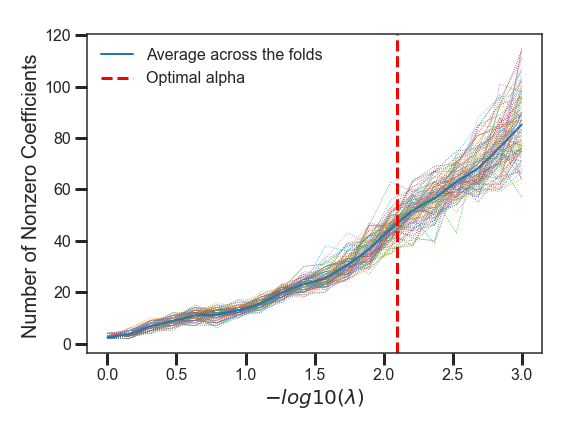 Average across the folds
Optimal alpha
Number of Nonzero Coefficients
120
100
80
60
40
20
0
0.0 0.5 1.0 1.5 2.0 2.5 3.0
−log10(λ)